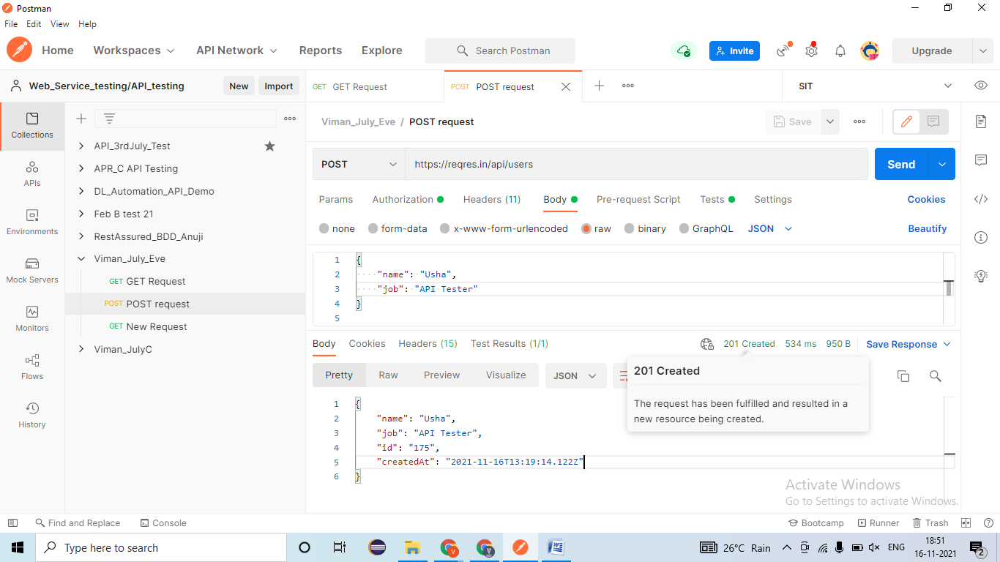 Postman
File Edit View Help
Home Workspaces API Network Reports Explore Search Postman Invite Upgrade
Web_Service_testing/API_testing New Import GET GET Request POST POST request SIT
Collections
APIs
Environments
Mock Servers
Monitors
Flows
History
API_3rdJuly_Test
APR_C API Testing
DL_Automation_API_Demo
Feb B test 21
RestAssured_BDD_Anuji
Viman_July_Eve
GET GET Request
POST POST request
GET New Request
Viman_JulyC
Viman_July_Eve / POST request Save
POST https://reqres.in/api/users Send
Params Authorization Headers (11) Body Pre-request Script Tests Settings Cookies
none form-data x-www-form-urlencoded raw binary GraphQL JSON Beautify
1 {
2 "name": "Usha",
3 "job": "API Tester"
4 }
5
Body Cookies Headers (15) Test Results (1/1) 201 Created 534 ms 950 B Save Response
Pretty Raw Preview Visualize JSON
201 Created
The request has been fulfilled and resulted in a
new resource being created.
1 {
2 "name": "Usha",
3 "job": "API Tester",
4 "id": "175",
5 "createdAt": "2021-11-16T13:19:14.122Z"
6 }
Activate Windows
Go to Settings to activate Windows.
Find and Replace Console Bootcamp Runner Trash
Type here to search 26°C Rain ENG 18:51
16-11-2021 2